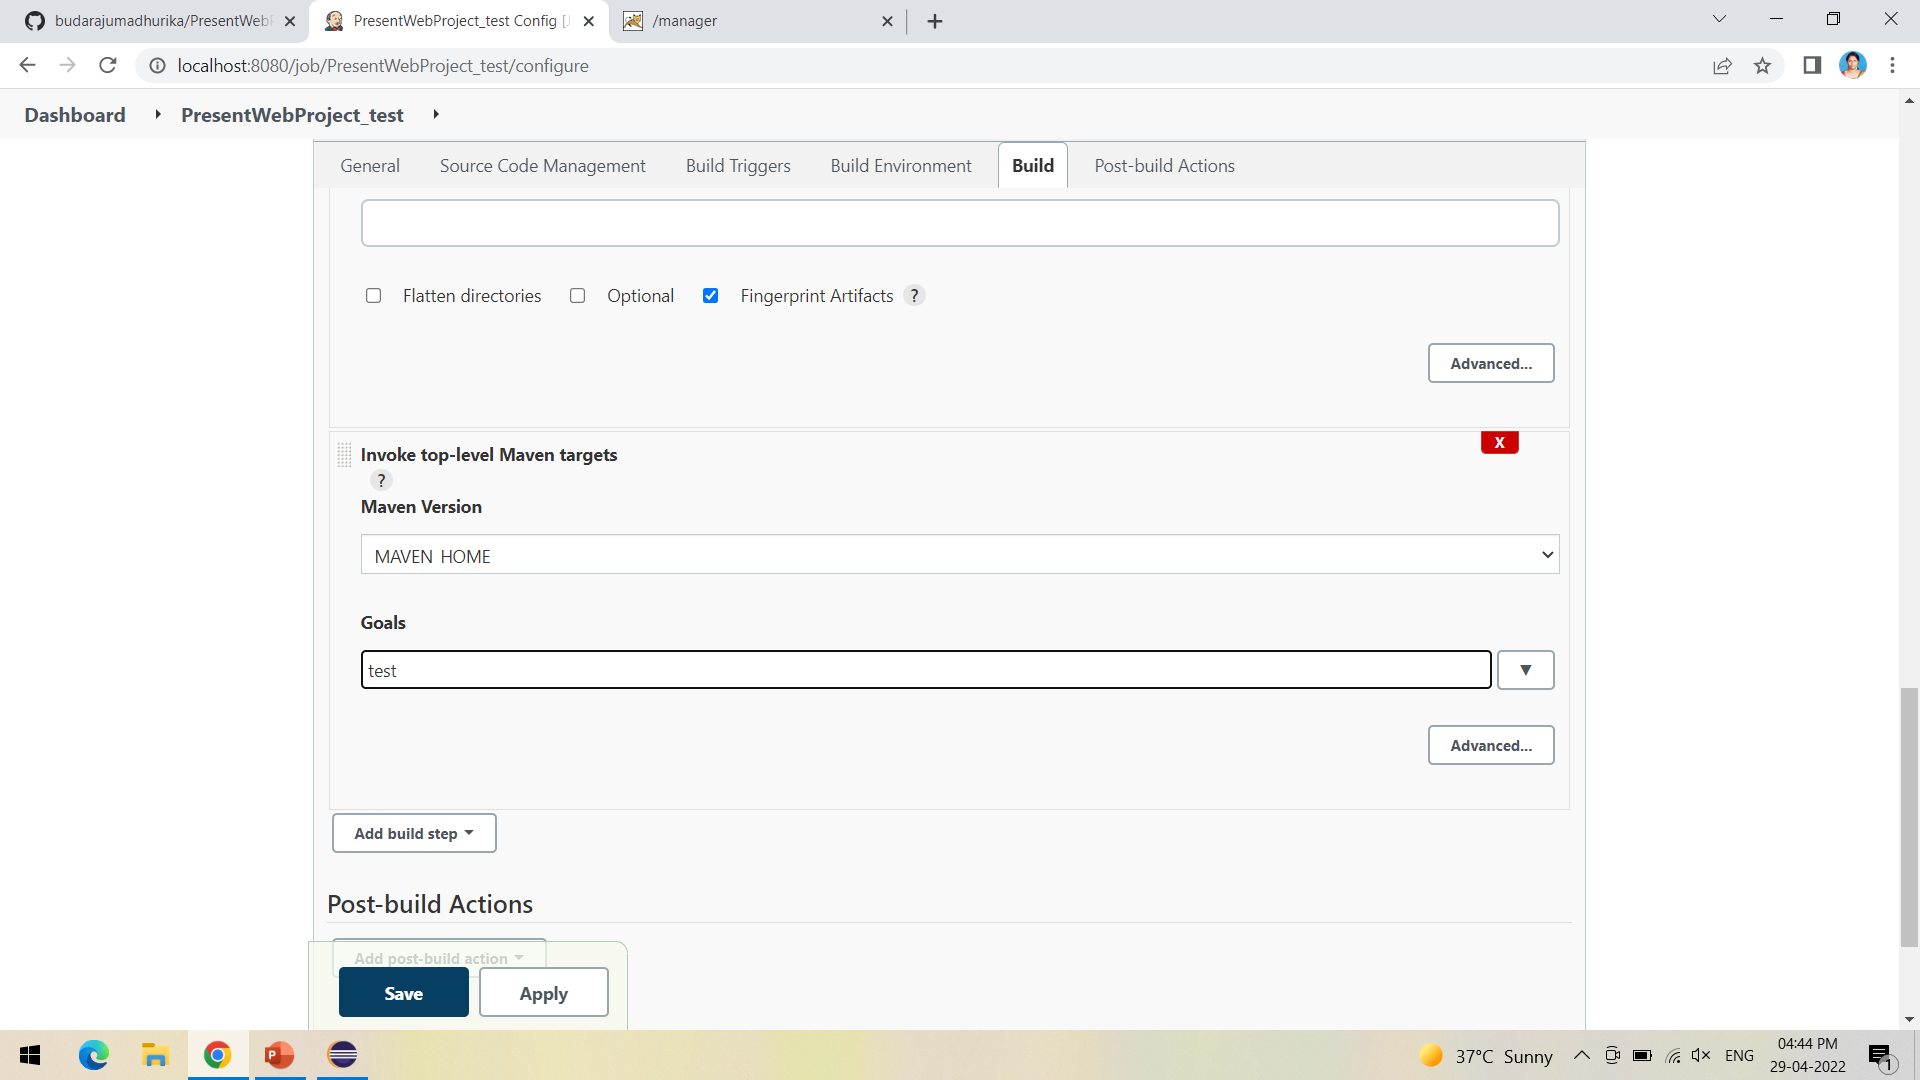 budarajumadhurika/PresentWebP
PresentWebProject_test Config [J
/manager
localhost:8080/job/PresentWebProject_test/configure
Dashboard
PresentWebProject_test
General
Source Code Management
Build Triggers
Build Environment
Build
Post-build Actions
Flatten directories
Optional
Fingerprint Artifacts ?
Advanced...
Invoke top-level Maven targets
X
?
Maven Version
MAVEN_HOME
Goals
test
Advanced...
Add build step
Post-build Actions
Add post-build action
Save
Apply
37°C Sunny
ENG
04:44 PM
29-04-2022
1